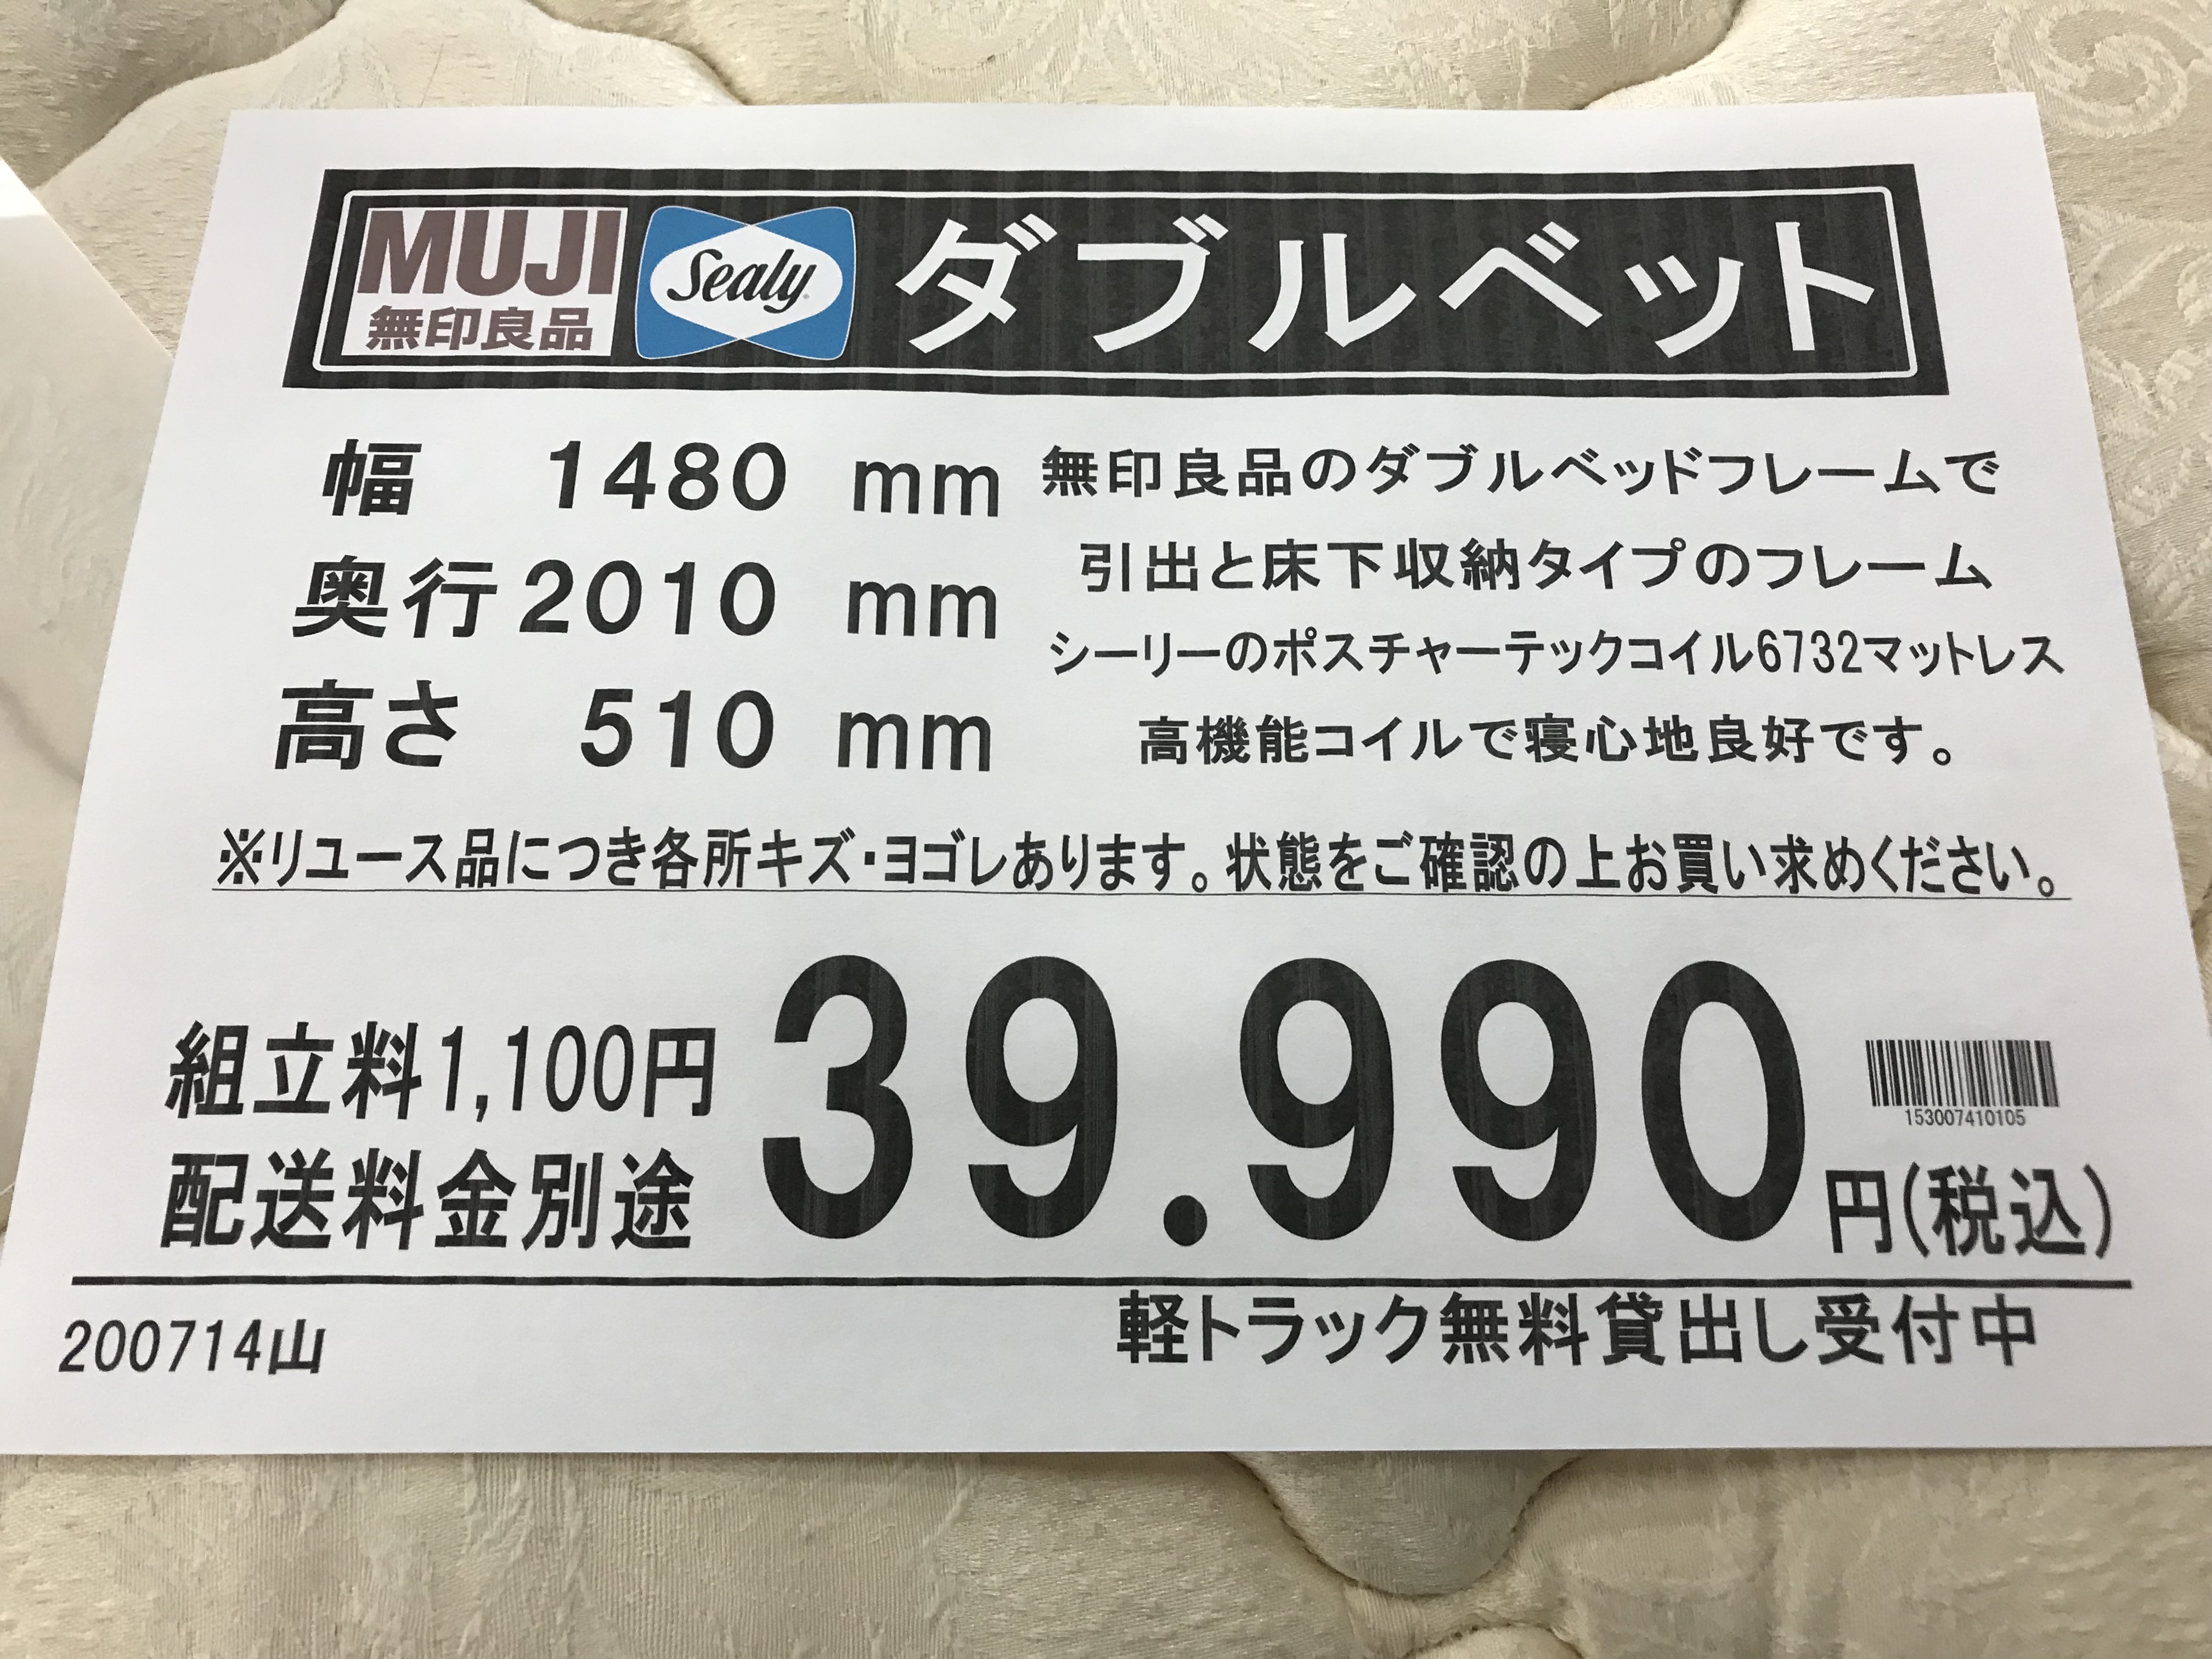 MUJI
無印良品
Sealy
ダブルベット
幅 1480 mm
奥行2010 mm
高さ 510 mm
無印良品のダブルベッドフレームで
引出と床下収納タイプのフレーム
シーリーのポスチャーテックコイル6732マットレス
高機能コイルで寝心地良好です。
※リユース品につき各所キズ・ヨゴレあります。状態をご確認の上お買い求めください。
組立料1,100円
配送料金別途
39.990
円(税込)
153007410105
200714山
軽トラック無料貸出し受付中